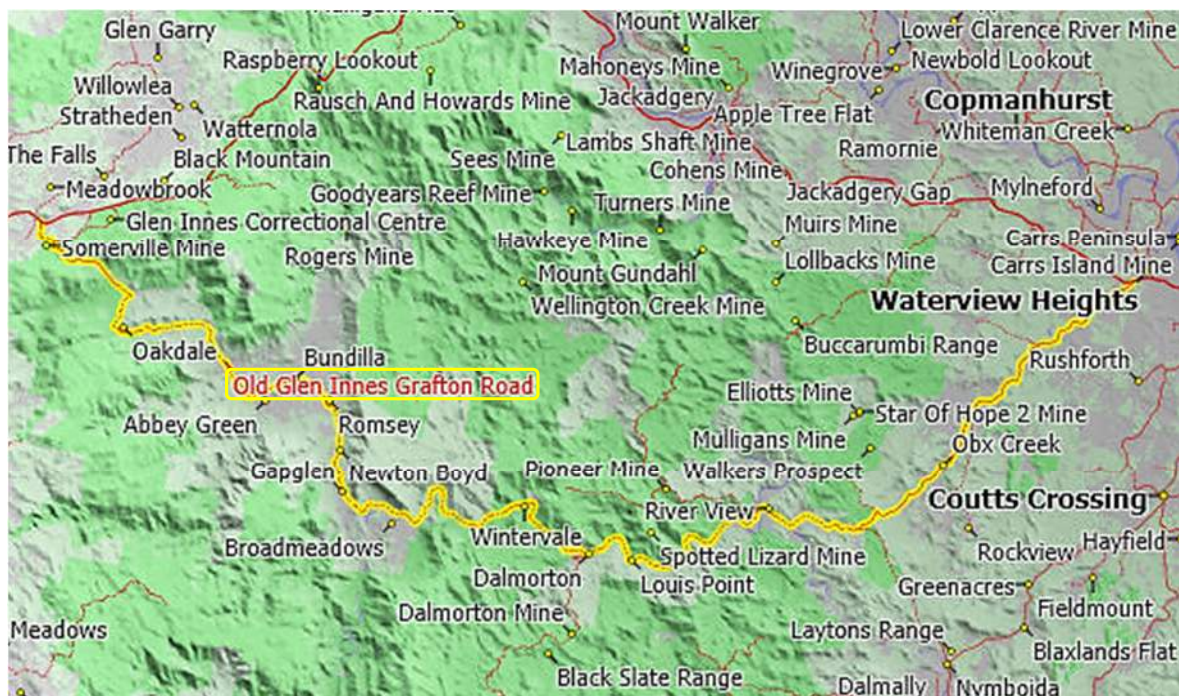 Glen Garry
Mount Walker
Lower Clarence River Mine
Raspberry Lookout
Mahoneys Mine
Winegrove
Newbold Lookout
Willowlea
Rausch And Howards Mine
Jackadgery
Copmanhurst
Stratheden
Watternola
Apple Tree Flat
Whiteman Creek
Lambs Shaft Mine
Ramornie
The Falls
Black Mountain
Sees Mine
Cohens Mine
Meadowbrook
Goodyears Reef Mine
Turners Mine
Jackadgery Gap
Mylneford
Glen Innes Correctional Centre
Muirs Mine
Somerville Mine
Rogers Mine
Hawkeye Mine
Carrs Peninsula
Mount Gundahl
Lollbacks Mine
Carrs Island Mine
Wellington Creek Mine
Waterview Heights
Oakdale
Bundilla
Buccarumbi Range
Rushforth
Old Glen Innes Grafton Road
Elliotts Mine
Abbey Green
Romsey
Star Of Hope 2 Mine
Mulligans Mine
Obx Creek
Gapglen
Newton Boyd
Pioneer Mine
Walkers Prospect
Coutts Crossing
River View
Broadmeadows
Wintervale
Spotted Lizard Mine
Rockview
Hayfield
Dalmorton
Louis Point
Greenacres
Dalmorton Mine
Fieldmount
Meadows
Laytons Range
Blaxlands Flat
Black Slate Range
Dalmally
Nymboida